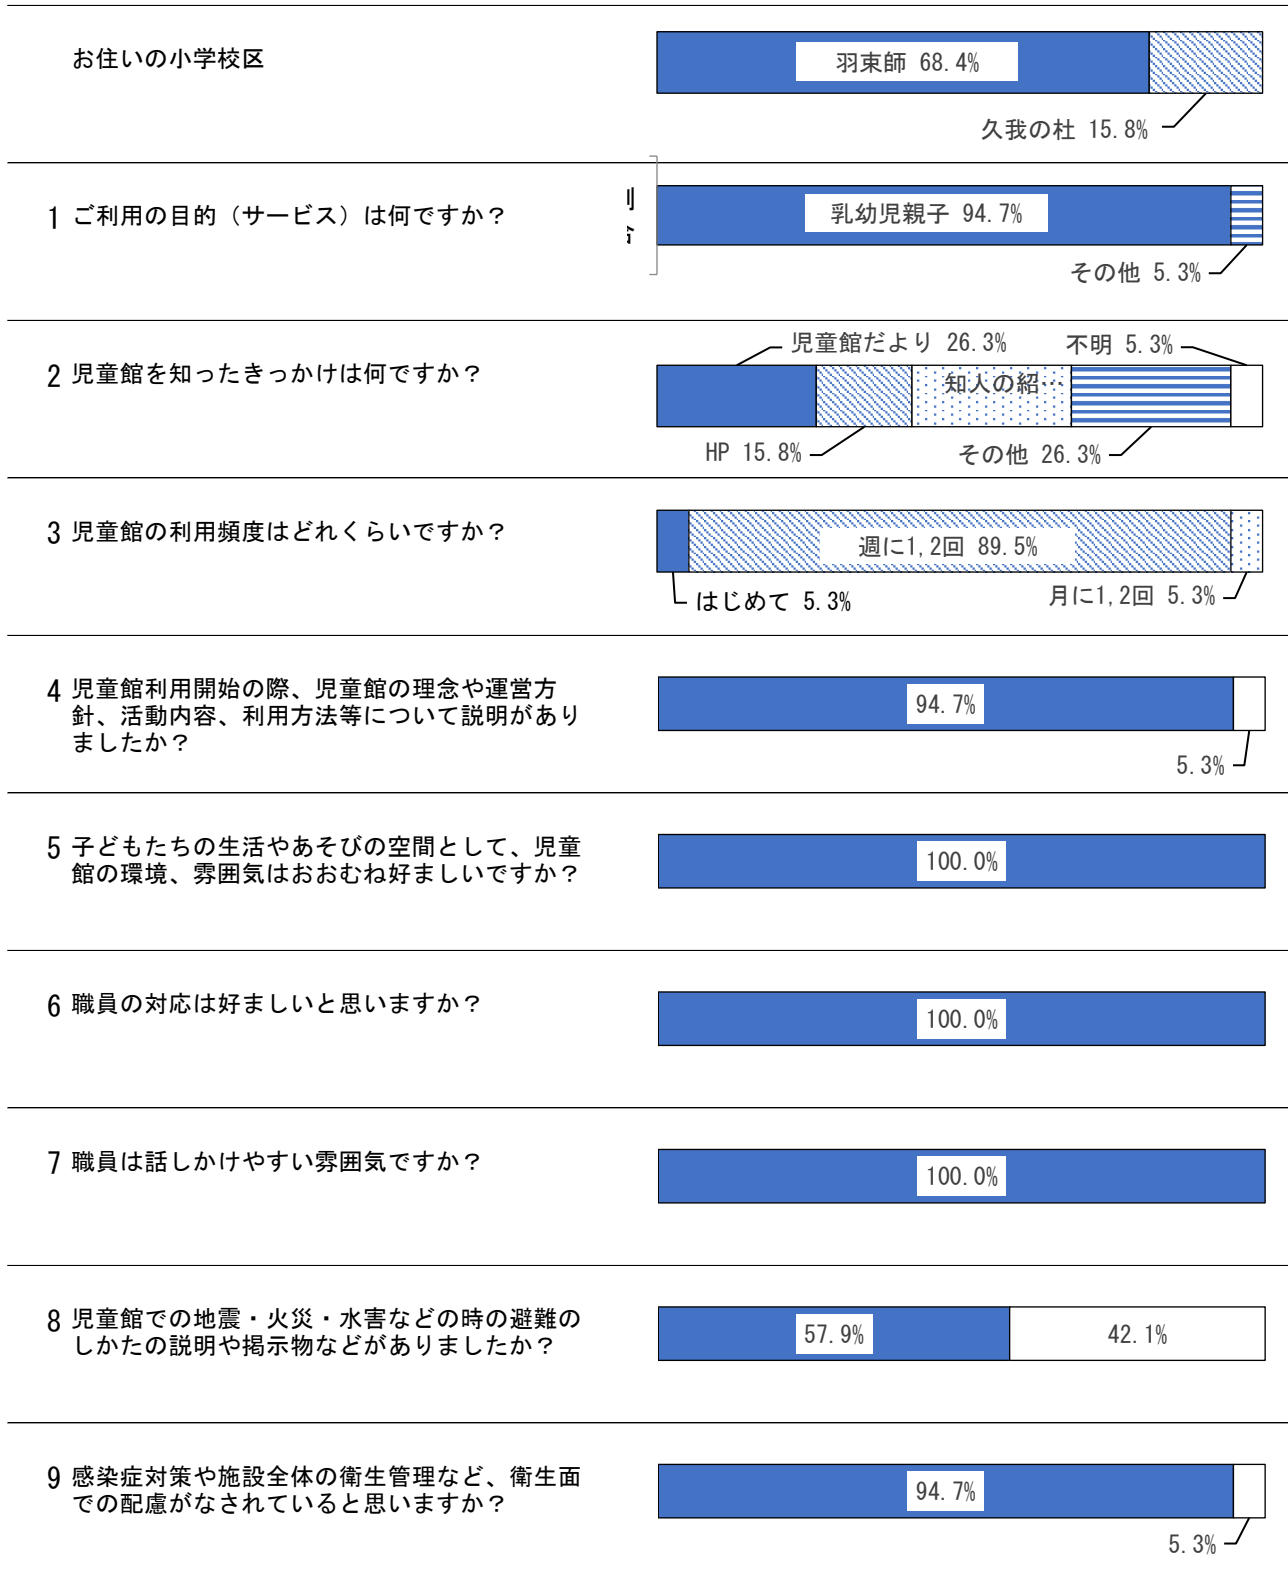 お住いの小学校区
羽束師 68.4%
久我の杜 15.8%
1 ご利用の目的（サービス）は何ですか？
乳幼児親子 94.7%
その他 5.3%
2 児童館を知ったきっかけは何ですか？
児童館だより 26.3%
不明 5.3%
知人の紹…
HP 15.8%
その他 26.3%
3 児童館の利用頻度はどれくらいですか？
週に1,2回 89.5%
はじめて 5.3%
月に1,2回 5.3%
4 児童館利用開始の際、児童館の理念や運営方
針、活動内容、利用方法等について説明があり
ましたか？
94.7%
5.3%
5 子どもたちの生活やあそびの空間として、児童
館の環境、雰囲気はおおむね好ましいですか？
100.0%
6 職員の対応は好ましいと思いますか？
100.0%
7 職員は話しかけやすい雰囲気ですか？
100.0%
8 児童館での地震・火災・水害などの時の避難の
しかたの説明や掲示物などがありましたか？
57.9%
42.1%
9 感染症対策や施設全体の衛生管理など、衛生面
での配慮がなされていると思いますか？
94.7%
5.3%